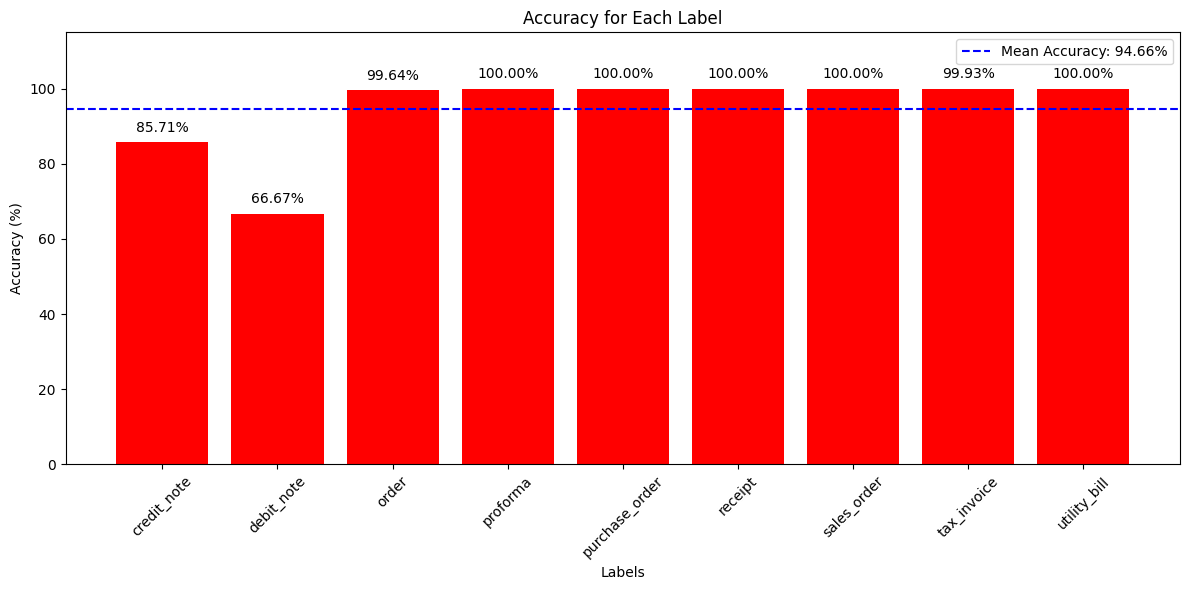 Accuracy for Each Label
Mean Accuracy: 94.66%
85.71%
66.67%
99.64%
100.00%
100.00%
100.00%
100.00%
99.93%
100.00%
Accuracy (%)
100
80
60
40
20
0
credit_note
debit_note
order
proforma
purchase_order
receipt
sales_order
tax_invoice
utility_bill
Labels